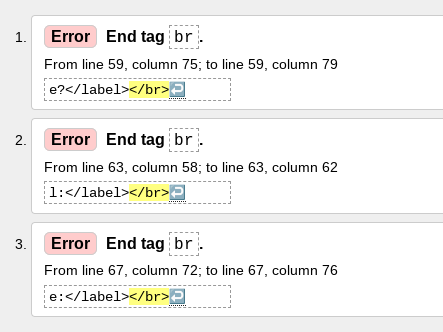 1. Error End tag br.
From line 59, column 75; to line 59, column 79
e?</label></br>↩
2. Error End tag br.
From line 63, column 58; to line 63, column 62
l:</label></br>↩
3. Error End tag br.
From line 67, column 72; to line 67, column 76
e:</label></br>↩